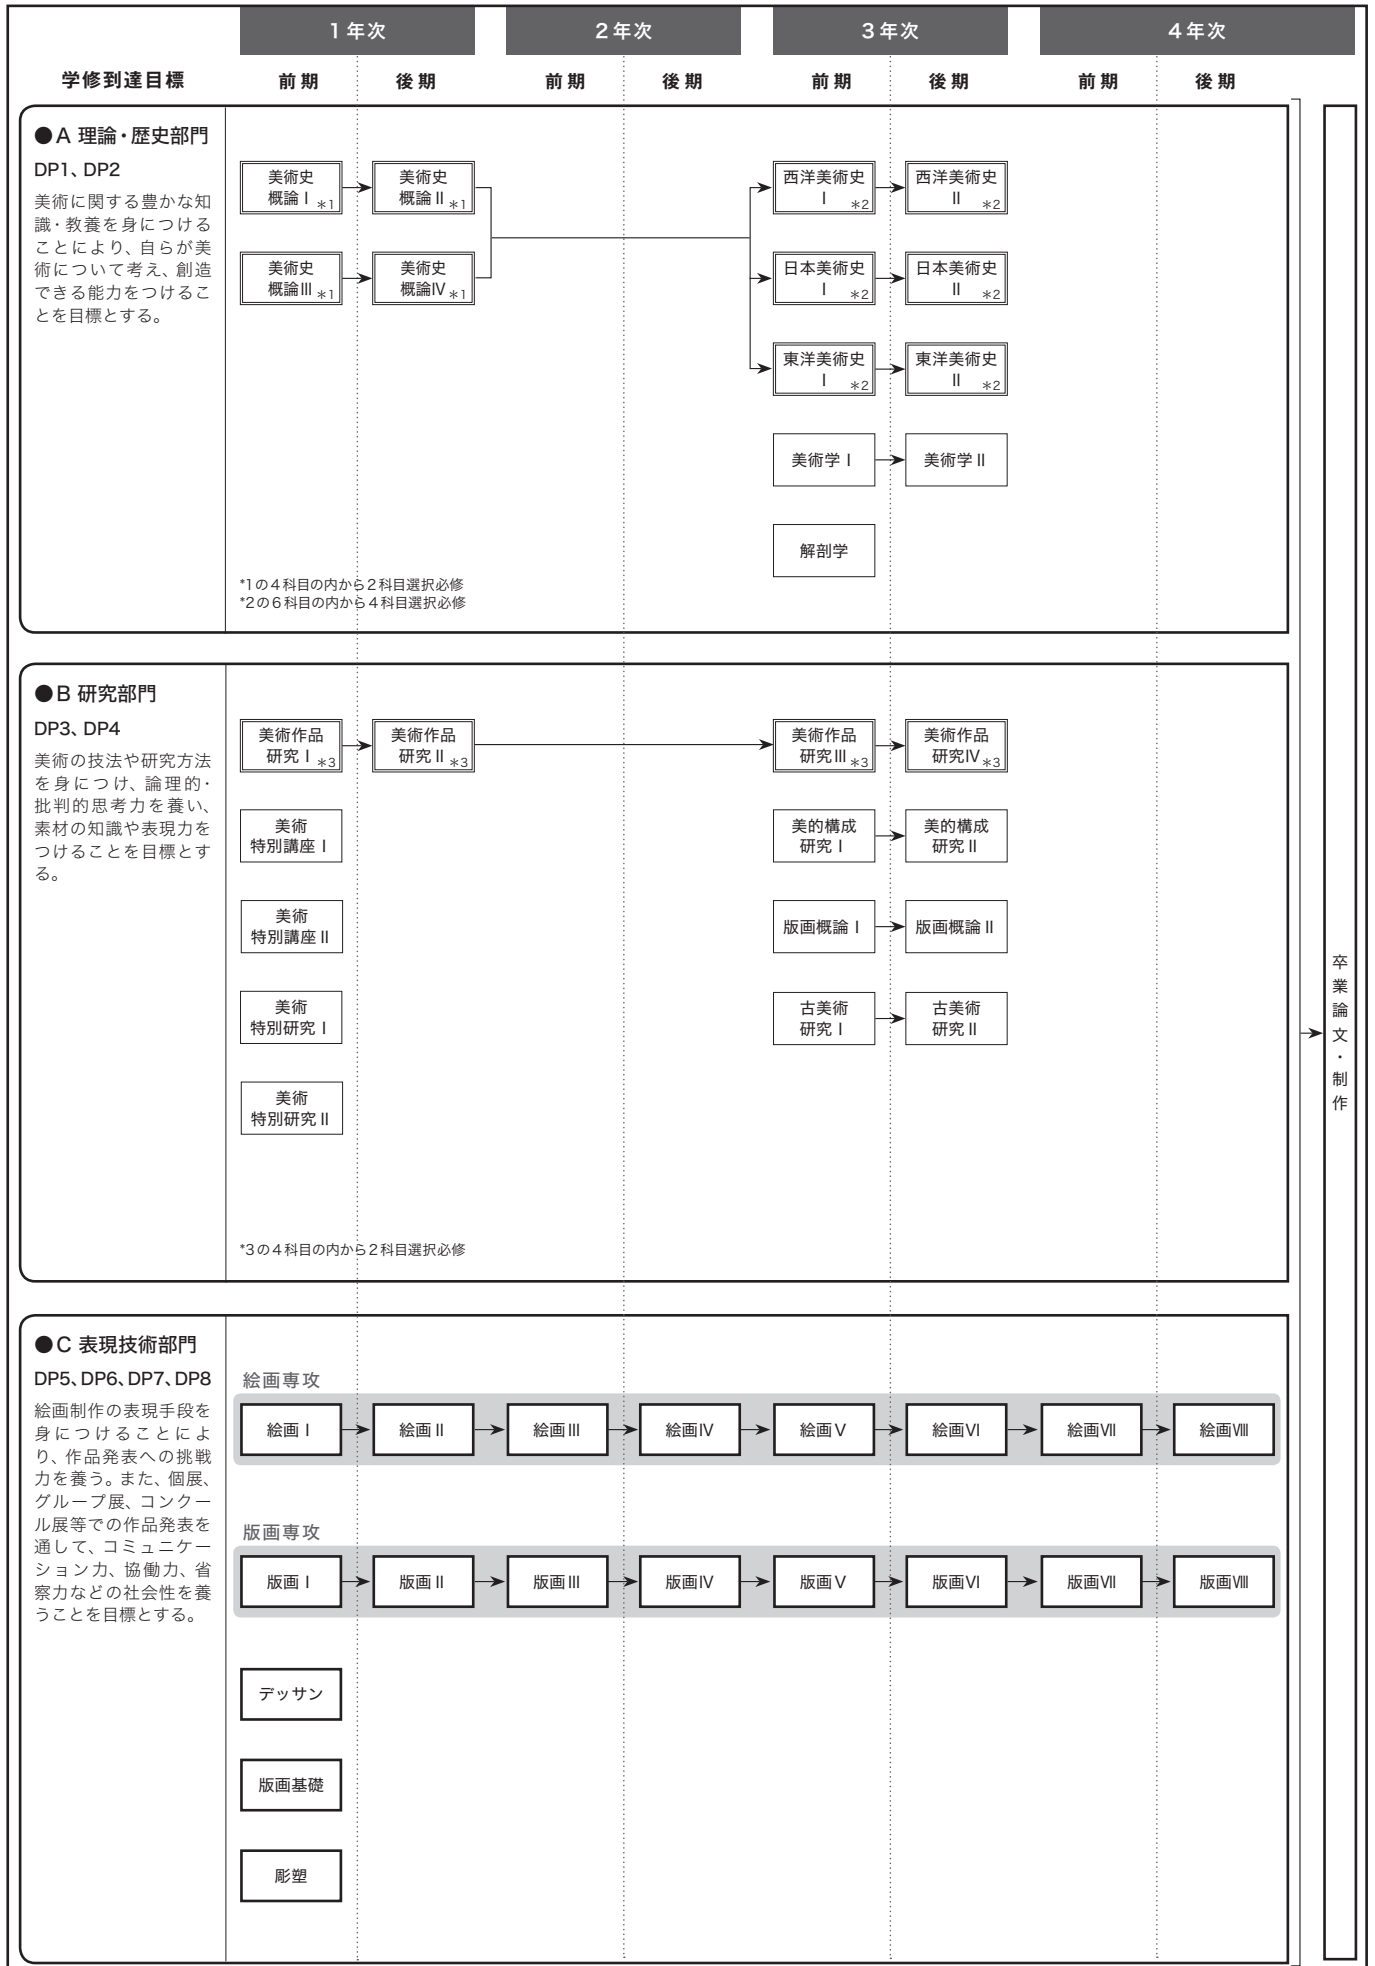 1年次
2年次
3年次
4年次
学修到達目標
前期
後期
前期
後期
前期
後期
前期
後期
●A 理論・歴史部門
DP1、DP2
美術に関する豊かな知
識・教養を身につける
ことにより、自らが美
術について考え、創造
できる能力をつけるこ
とを目標とする。
美術史
概論Ⅰ *1
美術史
概論Ⅱ *1
西洋美術史
Ⅰ *2
西洋美術史
Ⅱ *2
美術史
概論Ⅲ *1
美術史
概論Ⅳ *1
日本美術史
Ⅰ *2
日本美術史
Ⅱ *2
東洋美術史
Ⅰ *2
東洋美術史
Ⅱ *2
美術学Ⅰ
美術学Ⅱ
解剖学
*1の4科目の内から2科目選択必修
*2の6科目の内から4科目選択必修
●B 研究部門
DP3、DP4
美術の技法や研究方法
を身につけ、論理的・
批判的思考力を養い、
素材の知識や表現力を
つけることを目標とす
る。
美術作品
研究Ⅰ *3
美術作品
研究Ⅱ *3
美術作品
研究Ⅲ *3
美術作品
研究Ⅳ *3
美術
特別講座Ⅰ
美的構成
研究Ⅰ
美的構成
研究Ⅱ
美術
特別講座Ⅱ
版画概論Ⅰ
版画概論Ⅱ
美術
特別研究Ⅰ
古美術
研究Ⅰ
古美術
研究Ⅱ
美術
特別研究Ⅱ
*3の4科目の内から2科目選択必修
●C 表現技術部門
DP5、DP6、DP7、DP8
絵画制作の表現手段を
身につけることによ
り、作品発表への挑戦
力を養う。また、個展、
グループ展、コンクー
ル展等での作品発表を
通して、コミュニケー
ション力、協働力、省
察力などの社会性を養
うことを目標とする。
絵画専攻
絵画Ⅰ
絵画Ⅱ
絵画Ⅲ
絵画Ⅳ
絵画Ⅴ
絵画Ⅵ
絵画Ⅶ
絵画Ⅷ
版画専攻
版画Ⅰ
版画Ⅱ
版画Ⅲ
版画Ⅳ
版画Ⅴ
版画Ⅵ
版画Ⅶ
版画Ⅷ
デッサン
版画基礎
彫塑
卒業論文・制作